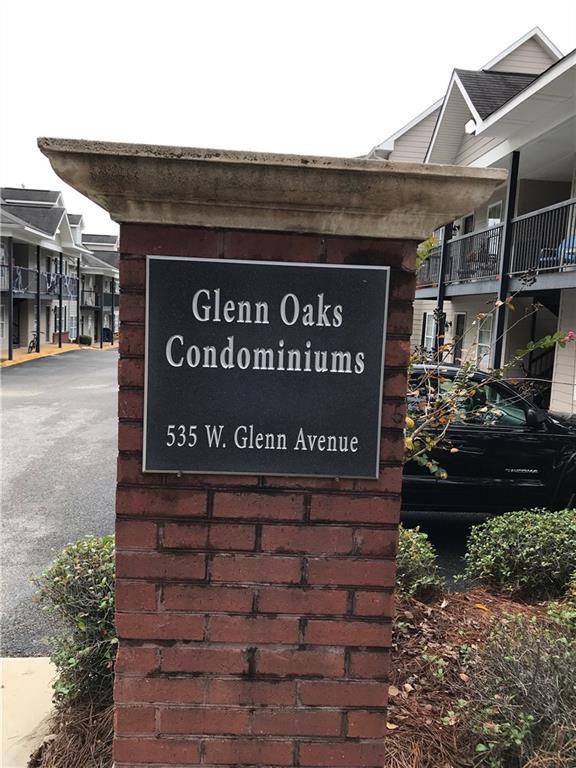 Glenn Oaks
Condominiums
535 W. Glenn Avenue